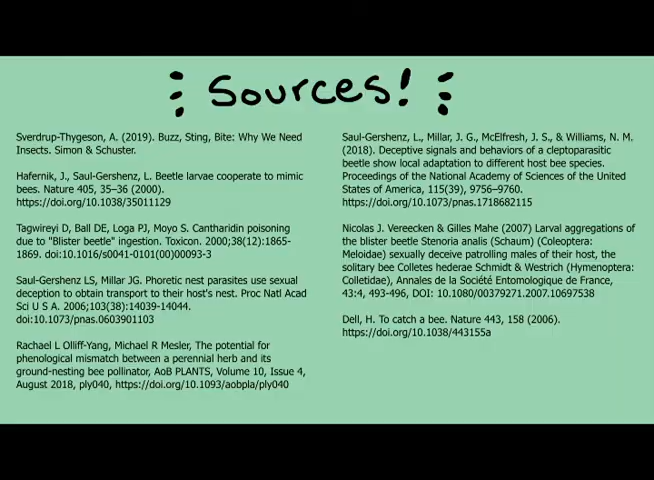 Sources!
Sverdrup-Thygeson, A. (2019). Buzz, Sting, Bite: Why We Need
Insects. Simon & Schuster.
Hafernik, J., Saul-Gershenz, L. Beetle larvae cooperate to mimic
bees. Nature 405, 35–36 (2000).
https://doi.org/10.1038/35011129
Tagwireyi D, Ball DE, Loga PJ, Moyo S. Cantharidin poisoning
due to "Blister beetle" ingestion. Toxicon. 2000;38(12):1865-
1869. doi:10.1016/s0041-0101(00)00093-3
Saul-Gershenz LS, Millar JG. Phoretic nest parasites use sexual
deception to obtain transport to their host's nest. Proc Natl Acad
Sci U S A. 2006;103(38):14039-14044.
doi:10.1073/pnas.0603901103
Rachael L Olliff-Yang, Michael R Mesler, The potential for
phenological mismatch between a perennial herb and its
ground-nesting bee pollinator, AoB PLANTS, Volume 10, Issue 4,
August 2018, ply040, https://doi.org/10.1093/aobpla/ply040
Saul-Gershenz, L., Millar, J. G., McElfresh, J. S., & Williams, N. M.
(2018). Deceptive signals and behaviors of a cleptoparasitic
beetle show local adaptation to different host bee species.
Proceedings of the National Academy of Sciences of the United
States of America, 115(39), 9756–9760.
https://doi.org/10.1073/pnas.1718682115
Nicolas J. Vereecken & Gilles Mahe (2007) Larval aggregations of
the blister beetle Stenoria analis (Schaum) (Coleoptera:
Meloidae) sexually deceive patrolling males of their host, the
solitary bee Colletes hederae Schmidt & Westrich (Hymenoptera:
Colletidae), Annales de la Société Entomologique de France,
43:4, 493-496, DOI: 10.1080/00379271.2007.10697538
Dell, H. To catch a bee. Nature 443, 158 (2006).
https://doi.org/10.1038/443155a